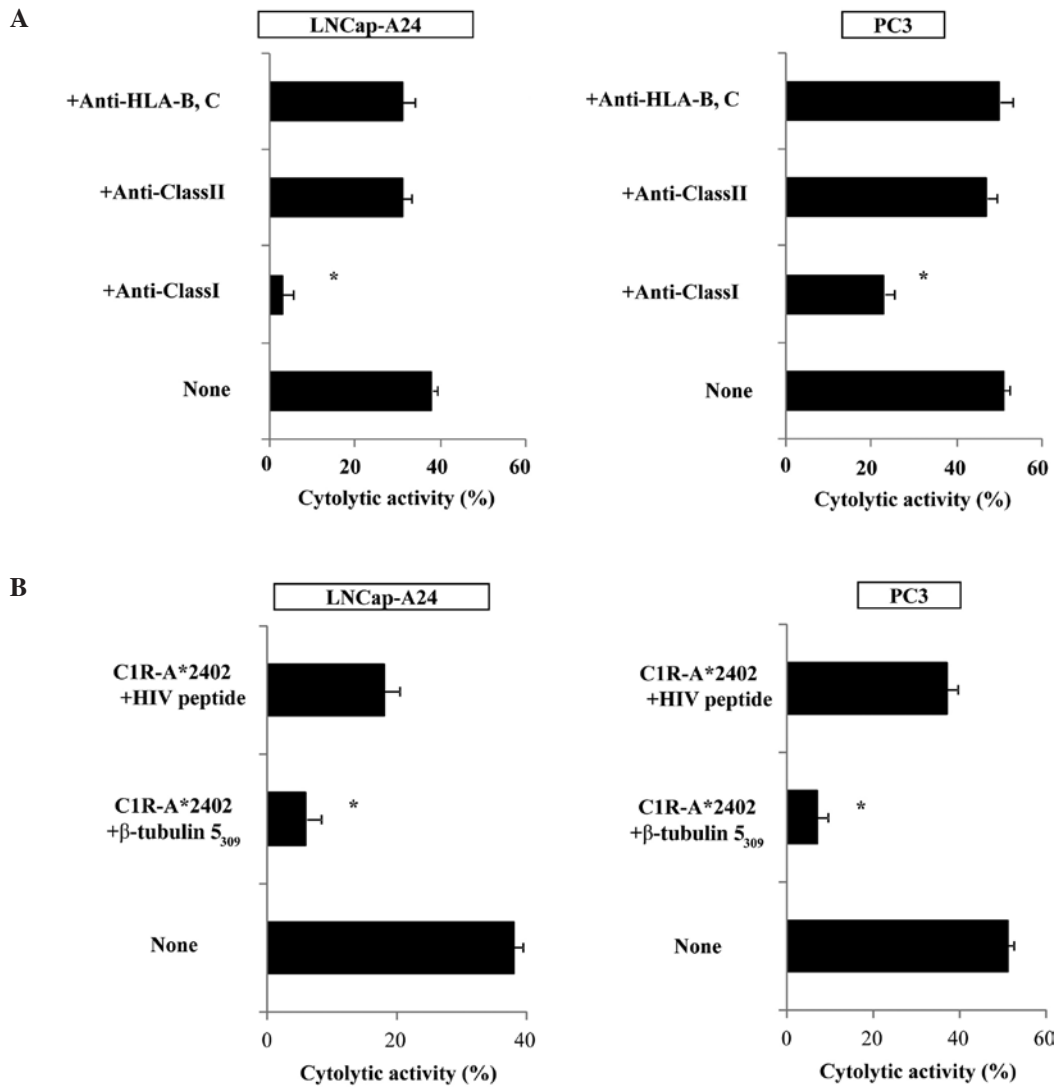 A
LNCap-A24
+Anti-HLA-B, C
+Anti-ClassII
+Anti-ClassI
*
None
0 20 40 60
Cytolytic activity (%)
PC3
+Anti-HLA-B, C
+Anti-ClassII
+Anti-ClassI
*
None
0 20 40 60
Cytolytic activity (%)
B
LNCap-A24
C1R-A*2402
+HIV peptide
C1R-A*2402
+β-tubulin 5₃₀₉
*
None
0 20 40
Cytolytic activity (%)
PC3
C1R-A*2402
+HIV peptide
C1R-A*2402
+β-tubulin 5₃₀₉
*
None
0 20 40 60
Cytolytic activity (%)